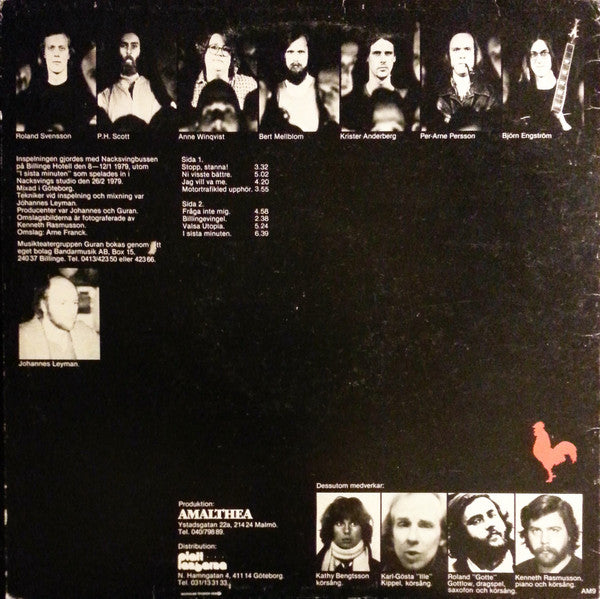 Roland Svensson
P.H. Scott
Anne Winqvist
Bert Mellblom
Krister Anderberg
Per-Arne Persson
Björn Engström
Inspelningen gjordes med Nacksvingbussen
på Billinge Hotell den 8—12/1 1979, utom
"I sista minuten" som spelades in i
Nacksvings studio den 26/2 1979.
Mixad i Göteborg.
Tekniker vid inspelning och mixning var
Johannes Leyman.
Producenter var Johannes och Guran.
Omslagsbilderna är fotograferade av
Kenneth Rasmusson.
Omslag: Arne Franck.
Musikteatergruppen Guran bokas genom
eget bolag Bandarmusik AB, Box 15,
240 37 Billinge. Tel. 0413/423 50 eller 423 66.
Side 1.
Stopp, stanna! 3.32
Ni visste bättre. 5.02
Jag vill va me. 4.20
Motortrafikled upphör. 3.55
Sida 2.
Fråga inte mig. 4.58
Billingevingel. 2.38
Valsa Utopia. 5.24
I sista minuten. 6.39
Johannes Leyman.
Produktion:
AMALTHEA
Ystadsgatan 22, 214 24 Malmö.
Tel. 040/798 89.
Distribution:
plattlangarna
N. Hamngatan 4, 411 14 Göteborg.
Tel. 031/13 31 33.
Dessutom medverkar:
Kathy Bengtsson
körsång.
Karl-Gösta "Ille"
Kippel, körsång.
Roland "Gotte"
Gottlow, dragspel,
saxofon och körsång.
Kenneth Rasmusson,
piano och körsång.
AM9